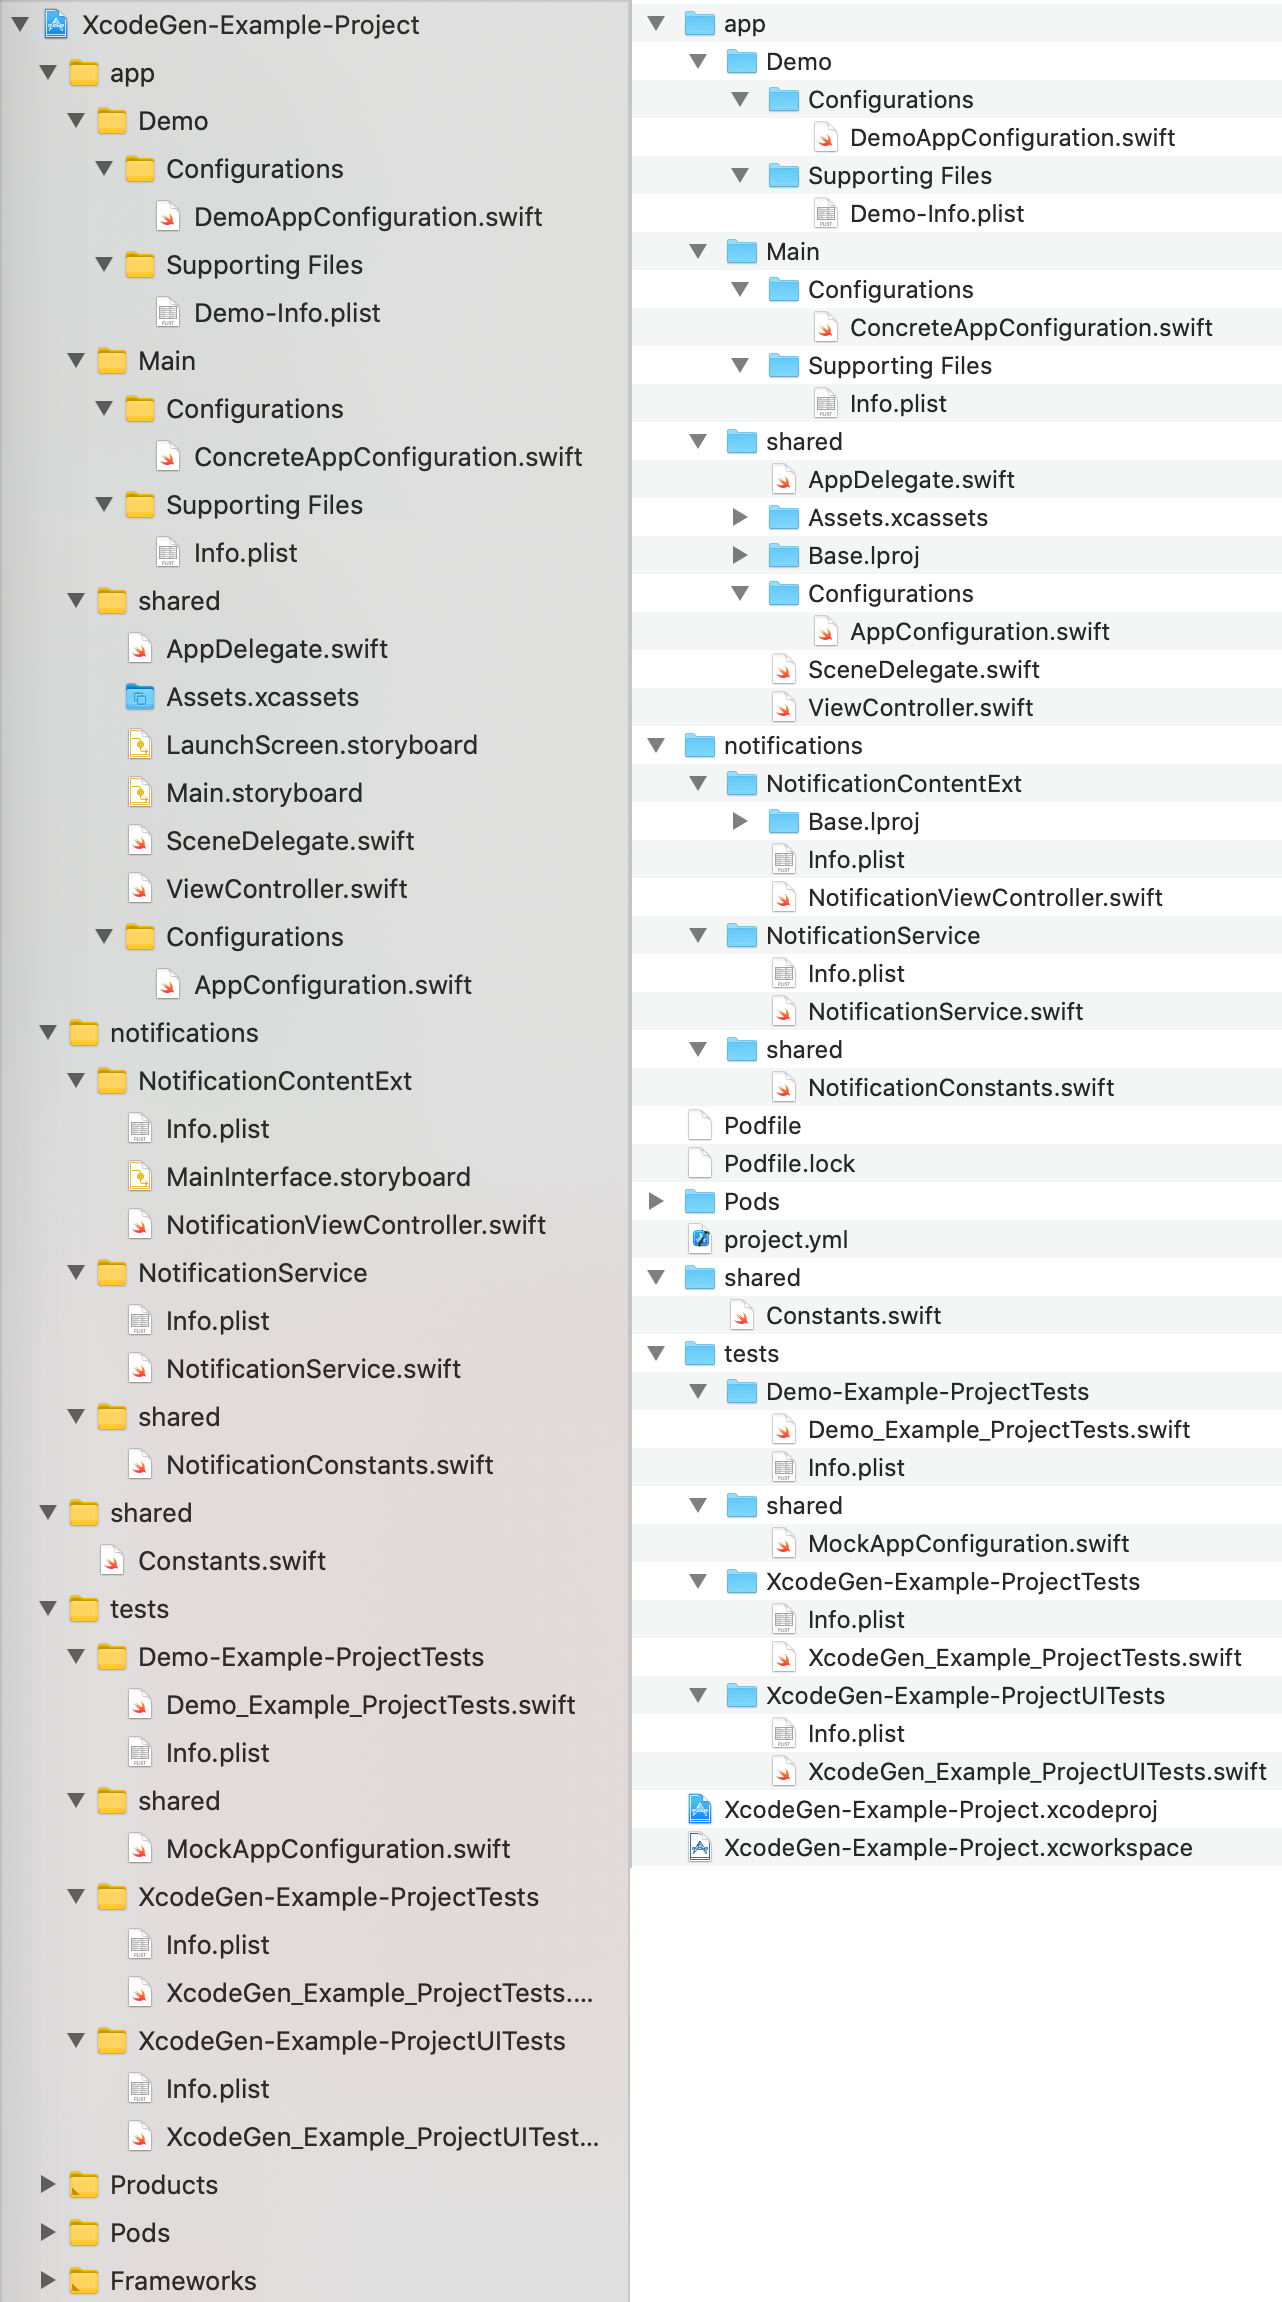 XcodeGen-Example-Project
app
Demo
Configurations
DemoAppConfiguration.swift
Supporting Files
Demo-Info.plist
Main
Configurations
ConcreteAppConfiguration.swift
Supporting Files
Info.plist
shared
AppDelegate.swift
Assets.xcassets
LaunchScreen.storyboard
Main.storyboard
SceneDelegate.swift
ViewController.swift
Configurations
AppConfiguration.swift
notifications
NotificationContentExt
Info.plist
MainInterface.storyboard
NotificationViewController.swift
NotificationService
Info.plist
NotificationService.swift
shared
NotificationConstants.swift
shared
Constants.swift
tests
Demo-Example-ProjectTests
Demo_Example_ProjectTests.swift
Info.plist
shared
MockAppConfiguration.swift
XcodeGen-Example-ProjectTests
Info.plist
XcodeGen_Example_ProjectTests....
XcodeGen-Example-ProjectUITests
Info.plist
XcodeGen_Example_ProjectUITest...
Products
Pods
Frameworks
app
Demo
Configurations
DemoAppConfiguration.swift
Supporting Files
Demo-Info.plist
Main
Configurations
ConcreteAppConfiguration.swift
Supporting Files
Info.plist
shared
AppDelegate.swift
Assets.xcassets
Base.lproj
Configurations
AppConfiguration.swift
SceneDelegate.swift
ViewController.swift
notifications
NotificationContentExt
Base.lproj
Info.plist
NotificationViewController.swift
NotificationService
Info.plist
NotificationService.swift
shared
NotificationConstants.swift
Podfile
Podfile.lock
Pods
project.yml
shared
Constants.swift
tests
Demo-Example-ProjectTests
Demo_Example_ProjectTests.swift
Info.plist
shared
MockAppConfiguration.swift
XcodeGen-Example-ProjectTests
Info.plist
XcodeGen_Example_ProjectTests.swift
XcodeGen-Example-ProjectUITests
Info.plist
XcodeGen_Example_ProjectUITests.swift
XcodeGen-Example-Project.xcodeproj
XcodeGen-Example-Project.xcworkspace